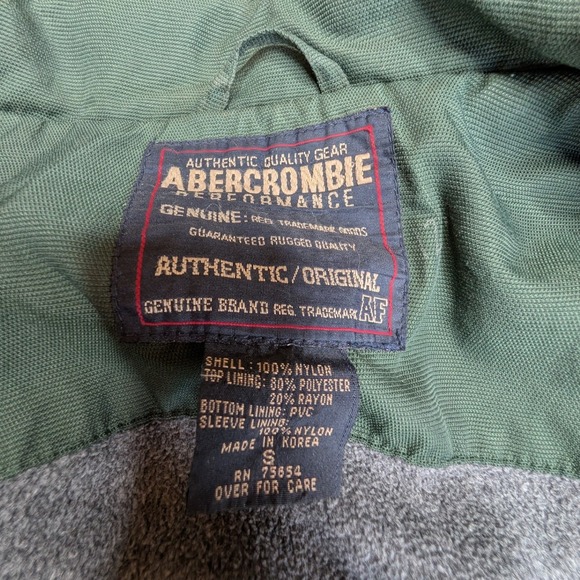 AUTHENTIC QUALITY GEAR
ABERCROMBIE
PERFORMANCE
GENUINE: REG. TRADEMARK GOODS
GUARANTEED RUGGED QUALITY
AUTHENTIC/ORIGINAL
GENUINE BRAND REG. TRADEMARK AF
SHELL: 100% NYLON
TOP LINING: 80% POLYESTER
20% RAYON
BOTTOM LINING: PVC
SLEEVE LINING:
100% NYLON
MADE IN KOREA
S
RN 75654
OVER FOR CARE